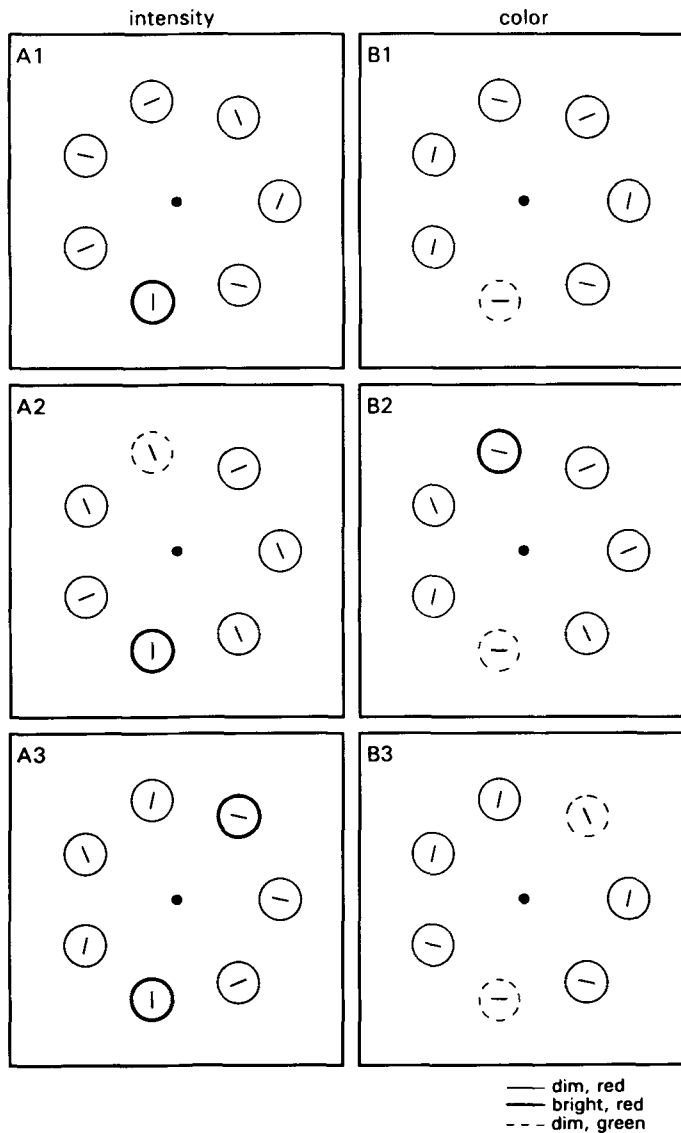 intensity color
A1 B1
A2 B2
A3 B3
dim, red
bright, red
dim, green